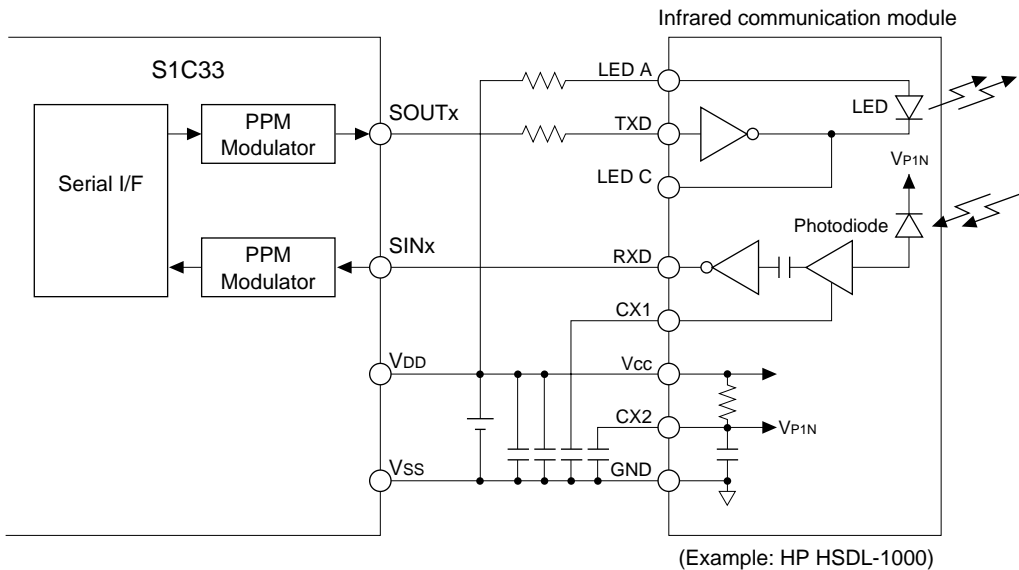 Infrared communication module
S1C33
Serial I/F
PPM
Modulator
PPM
Modulator
SOUTx
SINx
VDD
VSS
LED A
TXD
LED C
RXD
CX1
Vcc
CX2
GND
LED
VP1N
Photodiode
VP1N
(Example: HP HSDL-1000)